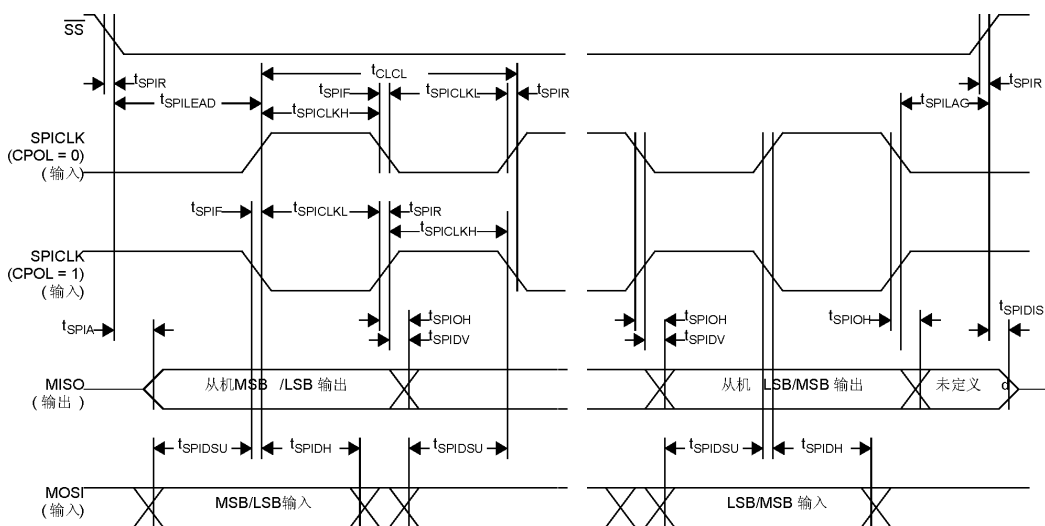 SS
tSPIR
tCLCL
tSPIR
tSPIF
tSPICLKL
tSPIR
tSPILEAD
tSPICLKH
tSPILAG
SPICLK
(CPOL = 0)
(输入)
tSPIF
tSPICLKL
tSPIR
tSPICLKH
SPICLK
(CPOL = 1)
(输入)
tSPIA
tSPIOH
tSPIDV
tSPIOH
tSPIDV
tSPIOH
tSPIDIS
MISO
(输出)
从机MSB /LSB 输出
从机 LSB/MSB 输出
未定义 d
tSPIDSU
tSPIDH
tSPIDSU
tSPIDSU
tSPIDH
MOSI
(输入)
MSB/LSB输入
LSB/MSB 输入